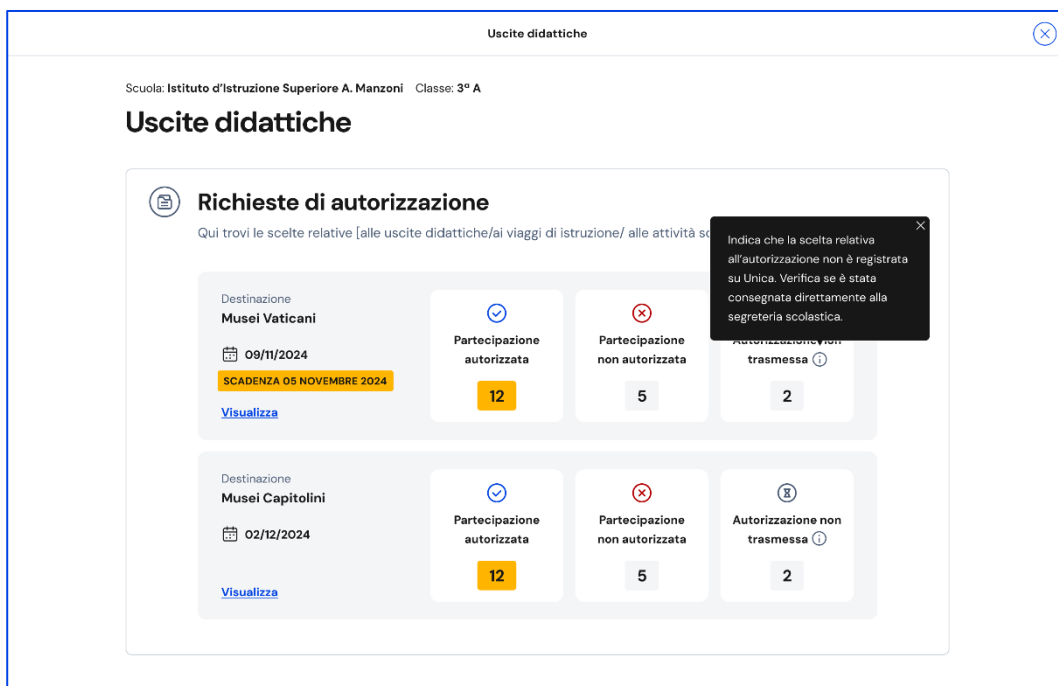 Uscite didattiche
Scuola: Istituto d'Istruzione Superiore A. Manzoni Classe: 3ª A
Uscite didattiche
Richieste di autorizzazione
Qui trovi le scelte relative [alle uscite didattiche/ai viaggi di istruzione/ alle attività
Indica che la scelta relativa
all'autorizzazione non è registrata
su Unica. Verifica se è stata
consegnata direttamente alla
segreteria scolastica.
Destinazione
Musei Vaticani
09/11/2024
SCADENZA 05 NOVEMBRE 2024
Visualizza
Partecipazione
autorizzata
12
Partecipazione
non autorizzata
5
Autorizzazione non
trasmessa
2
Destinazione
Musei Capitolini
02/12/2024
Visualizza
Partecipazione
autorizzata
12
Partecipazione
non autorizzata
5
Autorizzazione non
trasmessa
2